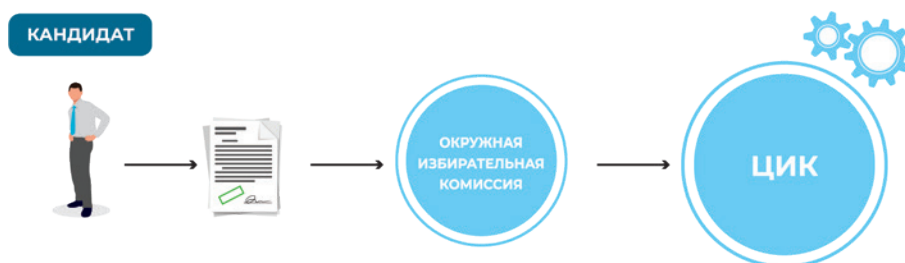 КАНДИДАТ
ОКРУЖНАЯ
ИЗБИРАТЕЛЬНАЯ
КОМИССИЯ
ЦИК